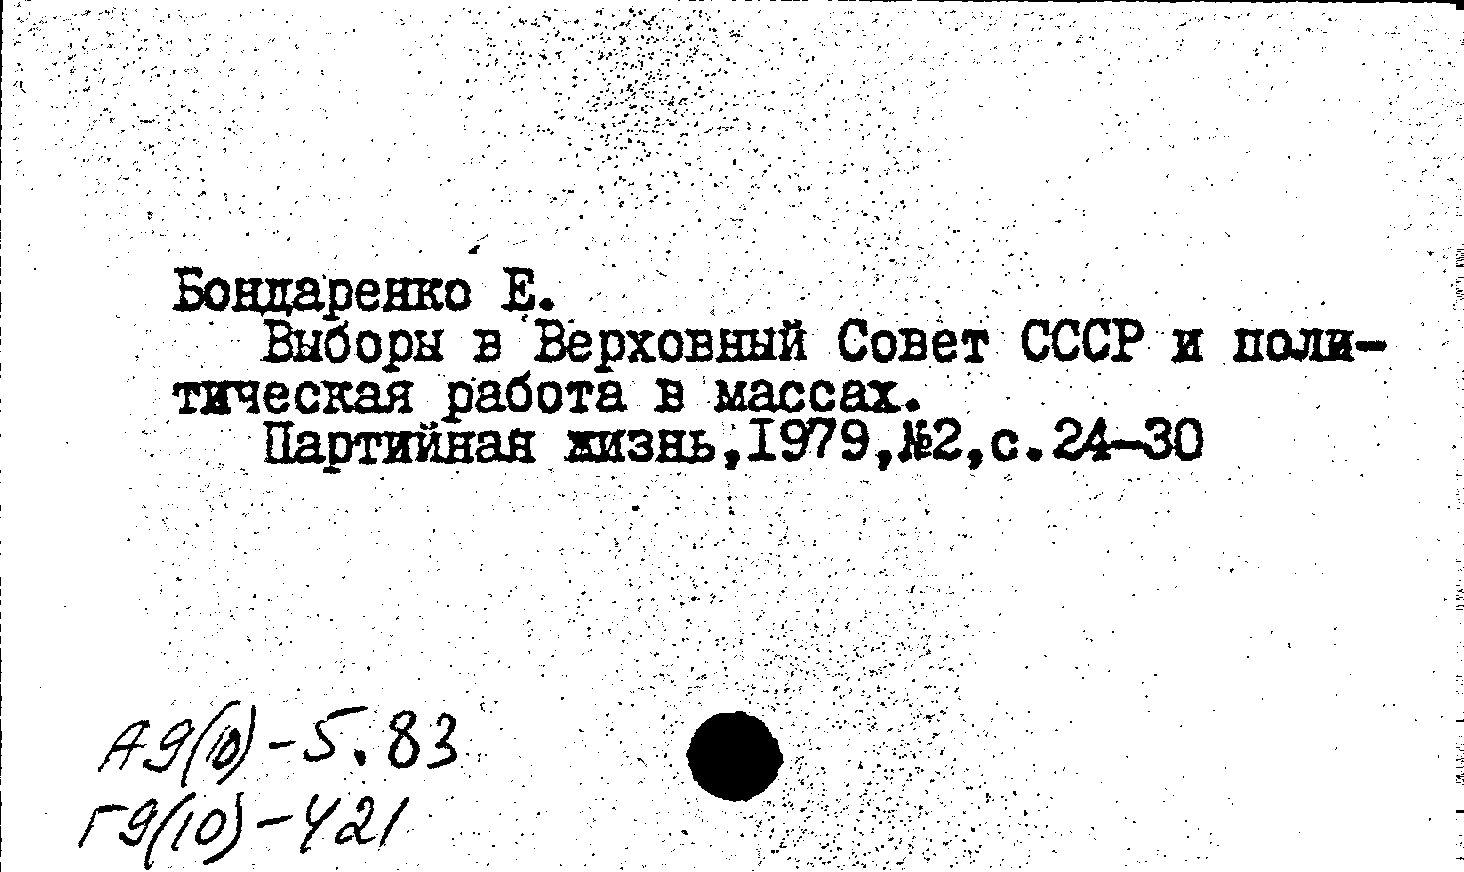 Бондаренко Е.
Выборы в Верховный Совет СССР и поли-
тическая работа в массах.
Партийная жизнь,1979,№2,с.24-30
А9(10)-5.83
Г9(10)-421